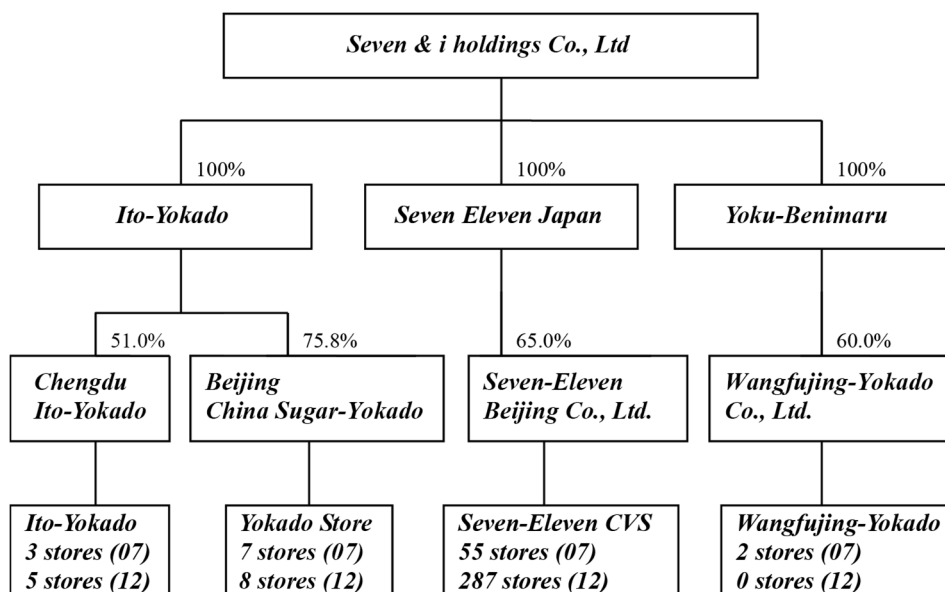 Seven & i holdings Co., Ltd
100%
100%
100%
Ito-Yokado
Seven Eleven Japan
Yoku-Benimaru
51.0%
75.8%
65.0%
60.0%
Chengdu
Ito-Yokado
Beijing
China Sugar-Yokado
Seven-Eleven
Beijing Co., Ltd.
Wangfujing-Yokado
Co., Ltd.
Ito-Yokado
3 stores (07)
5 stores (12)
Yokado Store
7 stores (07)
8 stores (12)
Seven-Eleven CVS
55 stores (07)
287 stores (12)
Wangfujing-Yokado
2 stores (07)
0 stores (12)